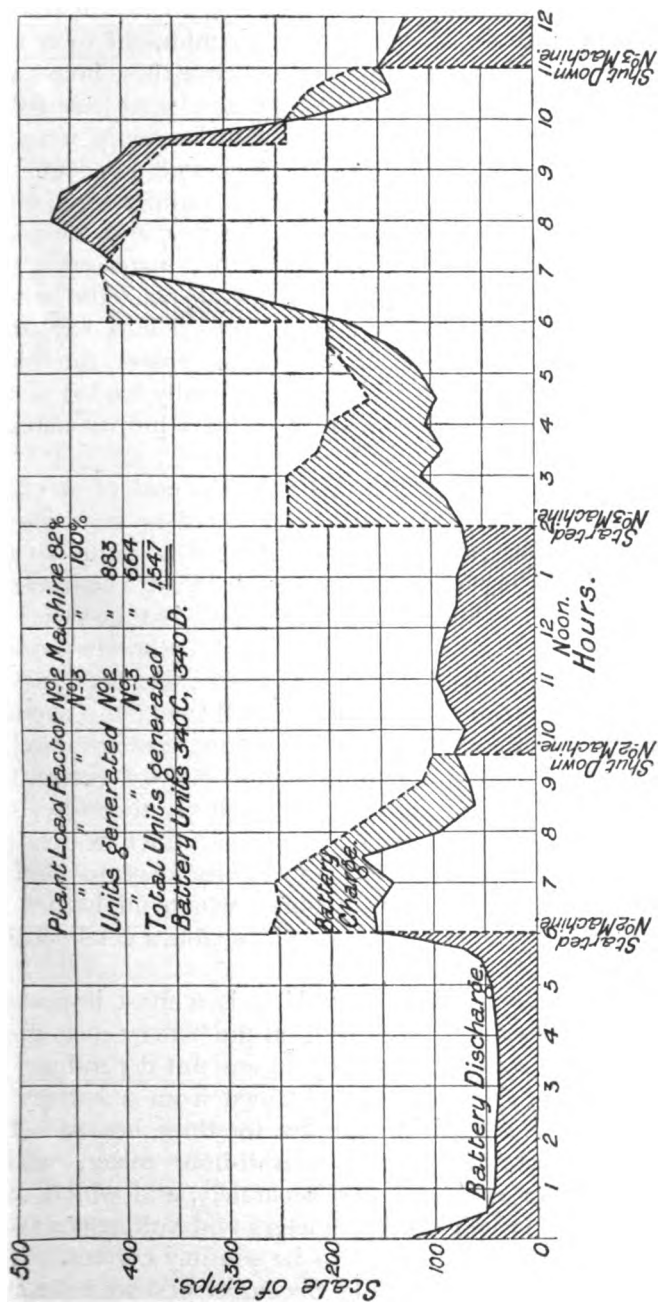 Plant Load Factor No 2 Machine 82%
" " " No 3 " 100%
Units generated No 2 " 883
" " No 3 " 664
Total Units generated 1,547
Battery Units 340C, 340D.
Scale of amps.
500
400
300
200
100
0
Battery Discharge.
Battery Charge.
1 2 3 4 5 6 7 8 9 10 11 12 1 2 3 4 5 6 7 8 9 10 11 12
Started No 2 Machine.
Shut Down No 2 Machine.
Noon.
Started No 3 Machine.
Shut Down No 3 Machine.
Hours.